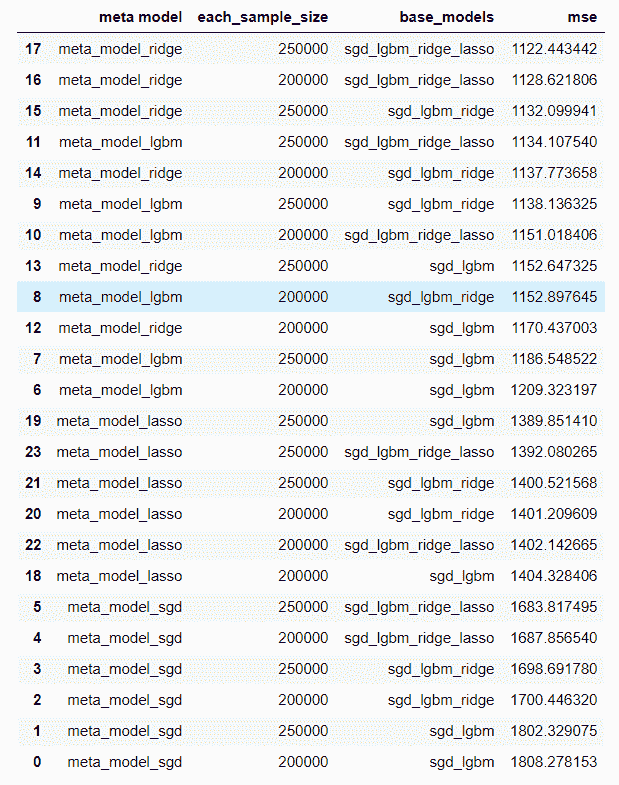 meta model each_sample_size base_models mse
17 meta_model_ridge 250000 sgd_lgbm_ridge_lasso 1122.443442
16 meta_model_ridge 200000 sgd_lgbm_ridge_lasso 1128.621806
15 meta_model_ridge 250000 sgd_lgbm_ridge 1132.099941
11 meta_model_lgbm 250000 sgd_lgbm_ridge_lasso 1134.107540
14 meta_model_ridge 200000 sgd_lgbm_ridge 1137.773658
9 meta_model_lgbm 250000 sgd_lgbm_ridge 1138.136325
10 meta_model_lgbm 200000 sgd_lgbm_ridge_lasso 1151.018406
13 meta_model_ridge 250000 sgd_lgbm 1152.647325
8 meta_model_lgbm 200000 sgd_lgbm_ridge 1152.897645
12 meta_model_ridge 200000 sgd_lgbm 1170.437003
7 meta_model_lgbm 250000 sgd_lgbm 1186.548522
6 meta_model_lgbm 200000 sgd_lgbm 1209.323197
19 meta_model_lasso 250000 sgd_lgbm 1389.851410
23 meta_model_lasso 250000 sgd_lgbm_ridge_lasso 1392.080265
21 meta_model_lasso 250000 sgd_lgbm_ridge 1400.521568
20 meta_model_lasso 200000 sgd_lgbm_ridge 1401.209609
22 meta_model_lasso 200000 sgd_lgbm_ridge_lasso 1402.142665
18 meta_model_lasso 200000 sgd_lgbm 1404.328406
5 meta_model_sgd 250000 sgd_lgbm_ridge_lasso 1683.817495
4 meta_model_sgd 200000 sgd_lgbm_ridge_lasso 1687.856540
3 meta_model_sgd 250000 sgd_lgbm_ridge 1698.691780
2 meta_model_sgd 200000 sgd_lgbm_ridge 1700.446320
1 meta_model_sgd 250000 sgd_lgbm 1802.329075
0 meta_model_sgd 200000 sgd_lgbm 1808.278153